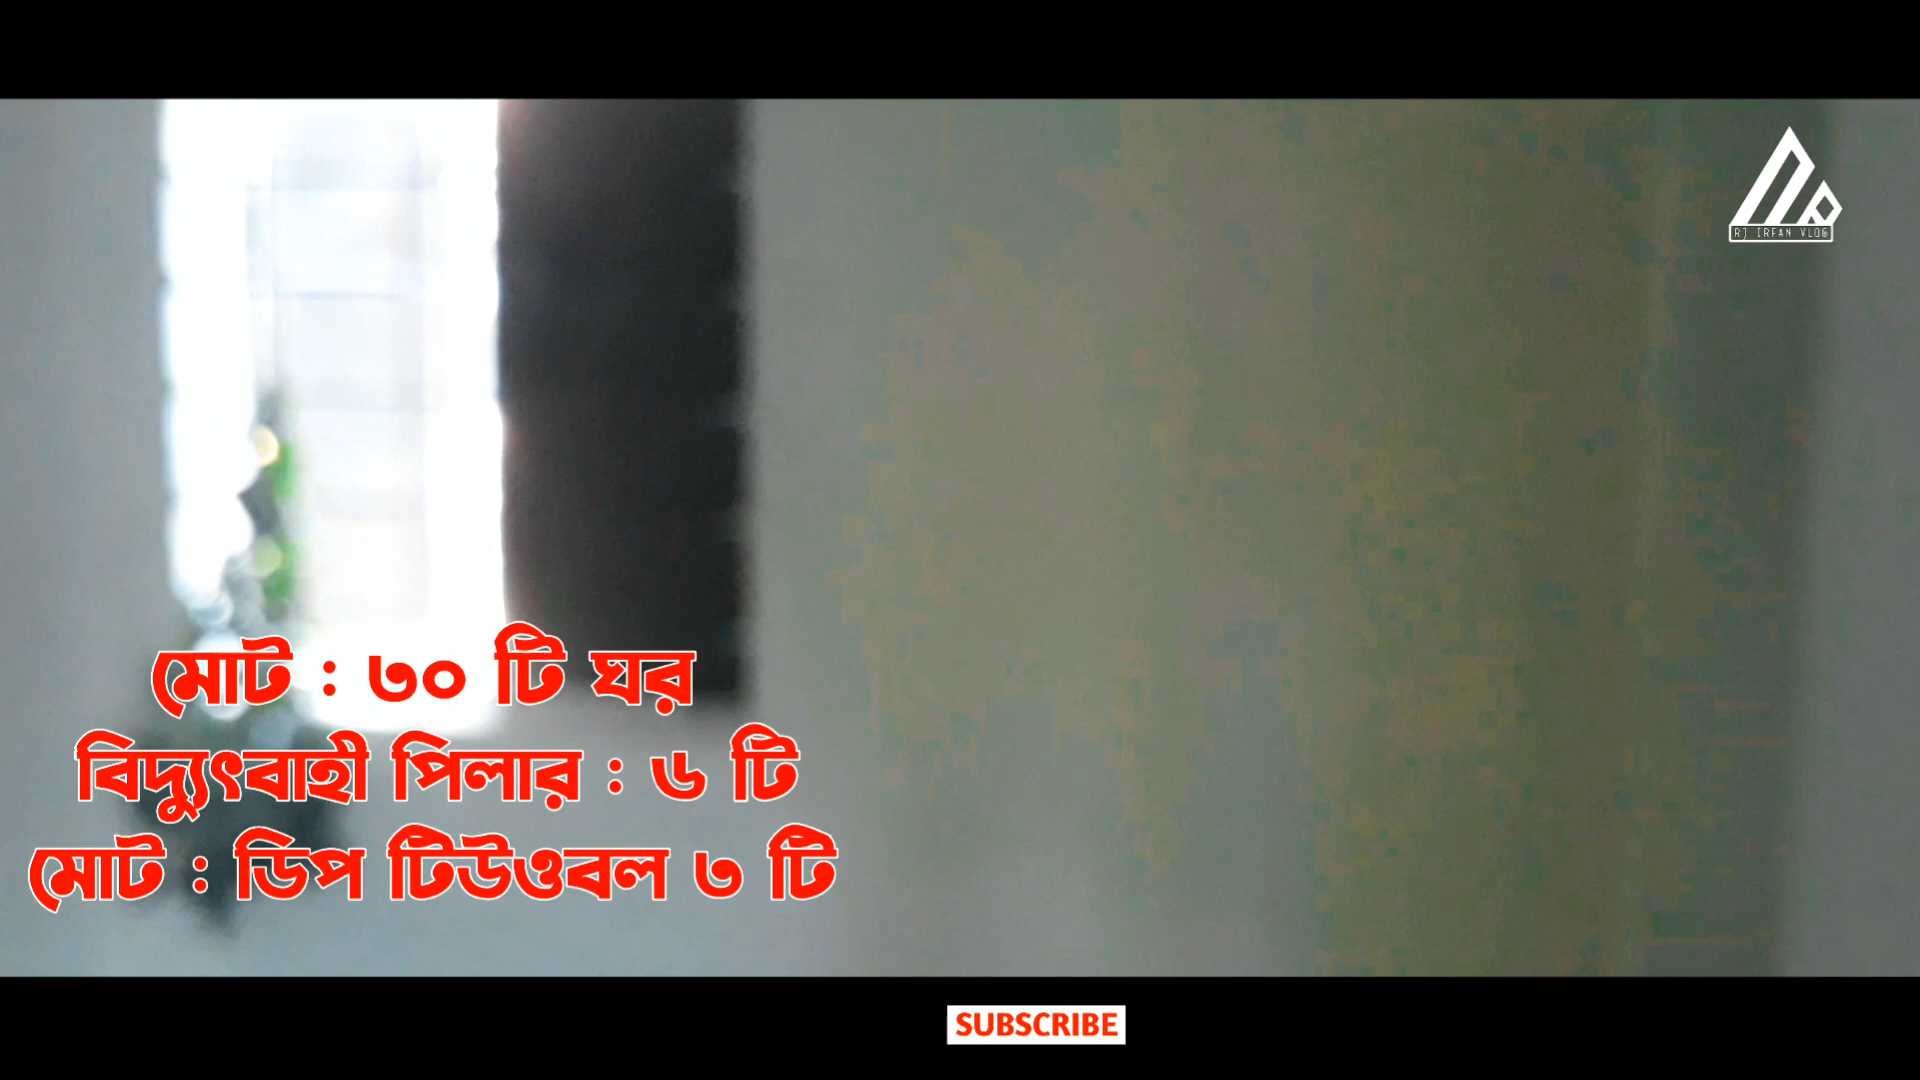 RJ IRFAN VLOG
মোট : ৩০ টি ঘর
বিদ্যুৎবাহী পিলার : ৬ টি
মোট : ডিপ টিউওবল ৩ টি
SUBSCRIBE